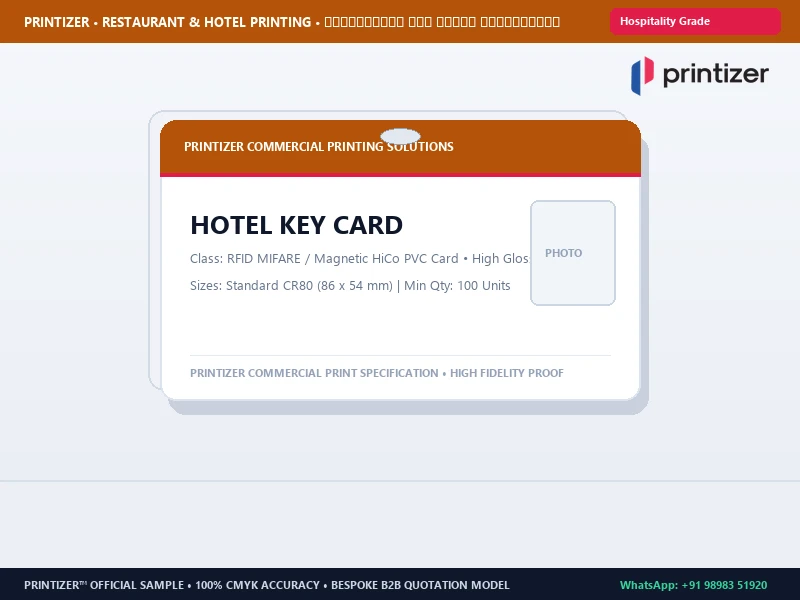 PRINTIZER • RESTAURANT & HOTEL PRINTING •
Hospitality Grade
printizer
PRINTIZER COMMERCIAL PRINTING SOLUTIONS
HOTEL KEY CARD
Class: RFID MIFARE / Magnetic HiCo PVC Card • High Glos
PHOTO
Sizes: Standard CR80 (86 x 54 mm) | Min Qty: 100 Units
PRINTIZER COMMERCIAL PRINT SPECIFICATION • HIGH FIDELITY PROOF
PRINTIZER™ OFFICIAL SAMPLE • 100% CMYK ACCURACY • BESPOKE B2B QUOTATION MODEL
WhatsApp: +91 98983 51920